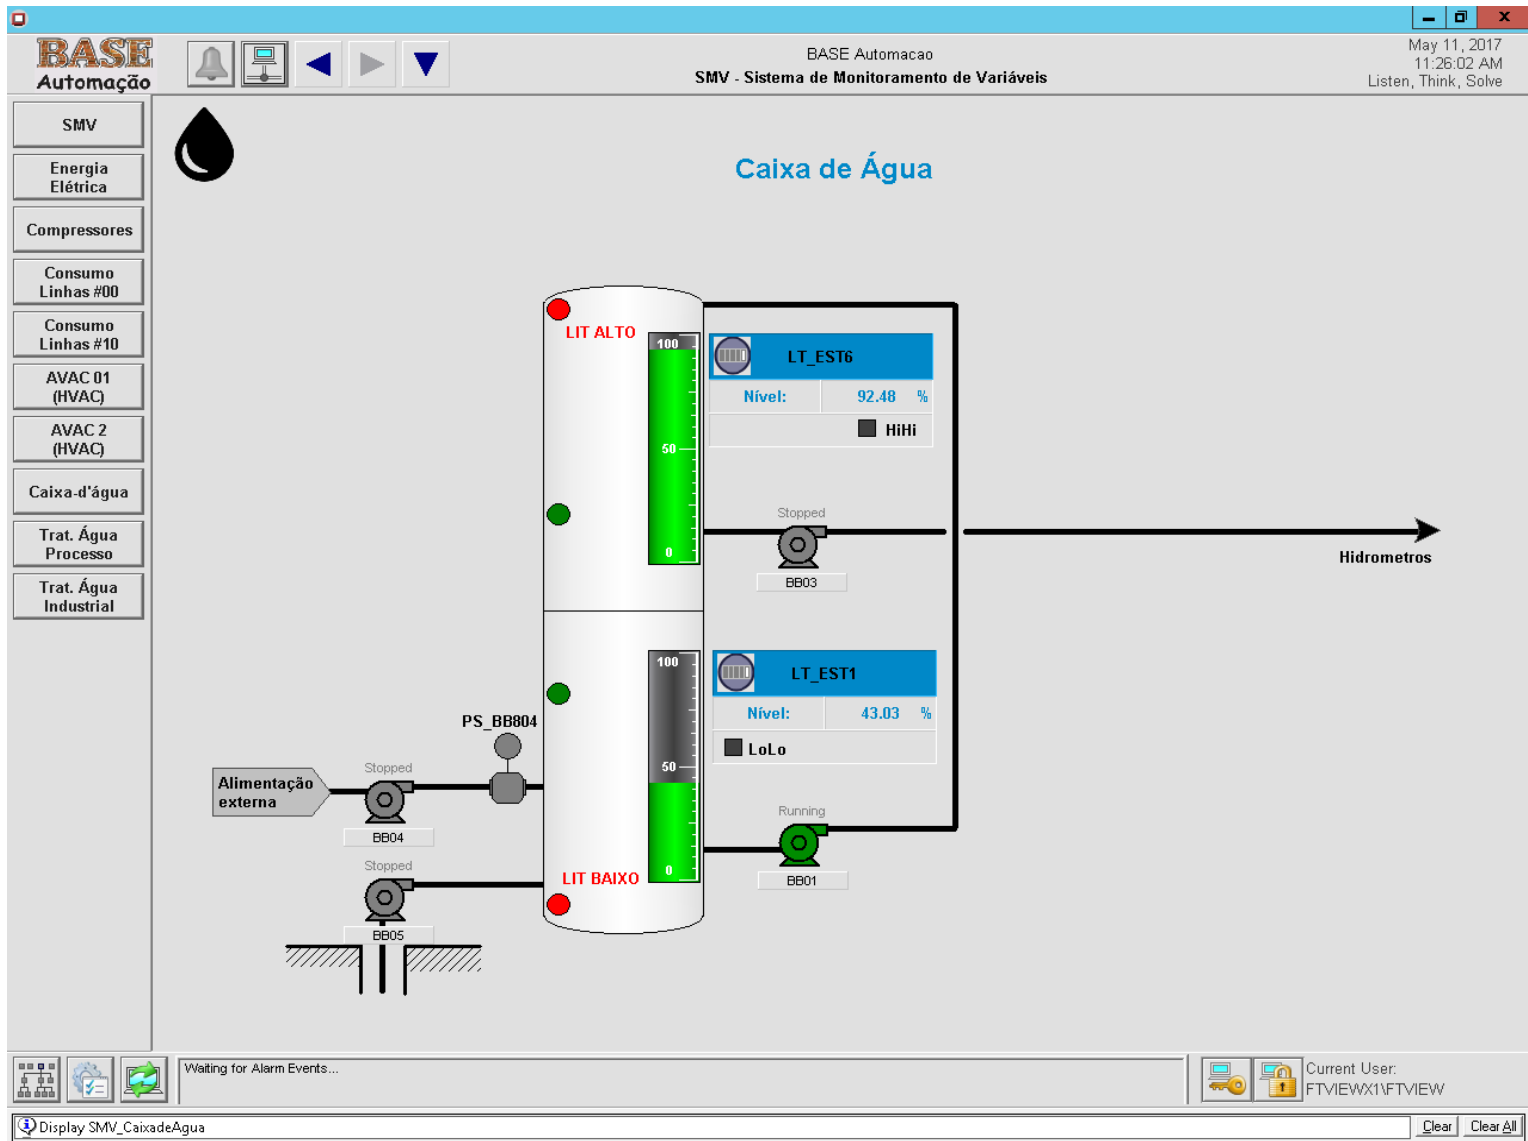 BASE
Automação
BASE Automacao
SMV - Sistema de Monitoramento de Variáveis
May 11, 2017
11:26:02 AM
Listen, Think, Solve
SMV
Energia
Elétrica
Compressores
Consumo
Linhas #00
Consumo
Linhas #10
AVAC 01
(HVAC)
AVAC 2
(HVAC)
Caixa-d'água
Trat. Água
Processo
Trat. Água
Industrial
Caixa de Água
LIT ALTO
100
50
0
LT_EST6
Nível: 92.48 %
HiHi
Stopped
BB03
Hidrometros
100
50
0
LT_EST1
Nível: 43.03 %
LoLo
PS_BB804
Alimentação
externa
Stopped
BB04
Running
BB01
LIT BAIXO
Stopped
BB05
Waiting for Alarm Events...
Current User:
FTVIEWX1\FTVIEW
Display SMV_CaixadeAgua
Clear
Clear All